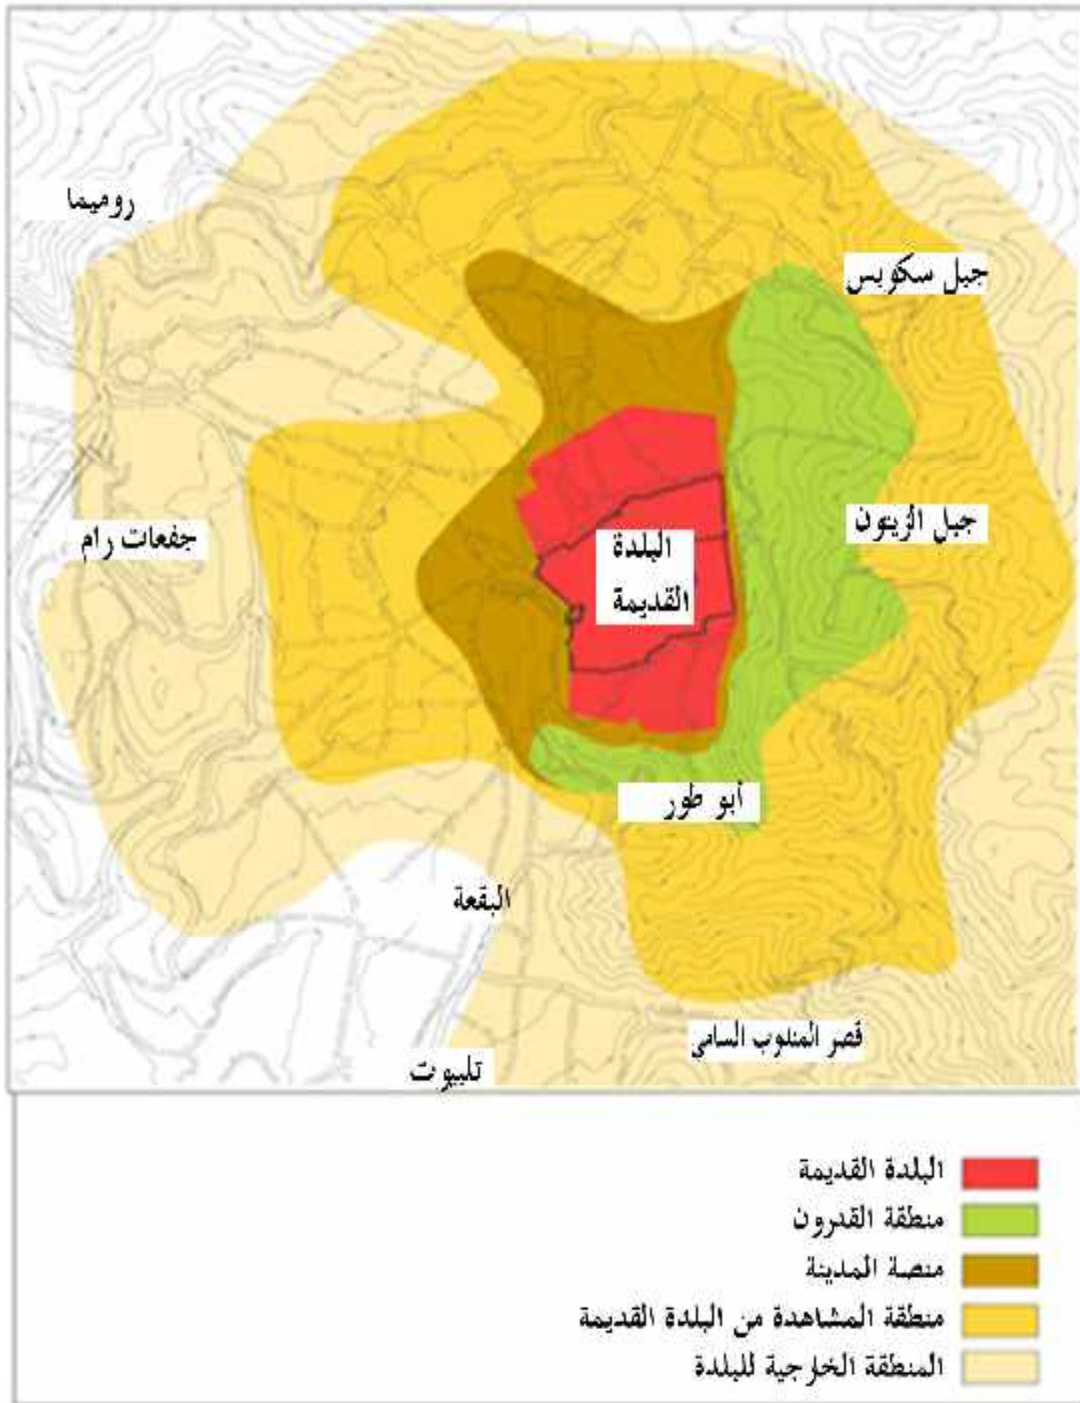 روميما
جبل سكوبس
جبل الزيتون
جفعات رام
البلدة
القديمة
أبو طور
البقعة
قصر المندوب السامي
تلبيوت
البلدة القديمة
منطقة القدرون
منصة المدينة
منطقة المشاهدة من البلدة القديمة
المنطقة الخارجية للبلدة